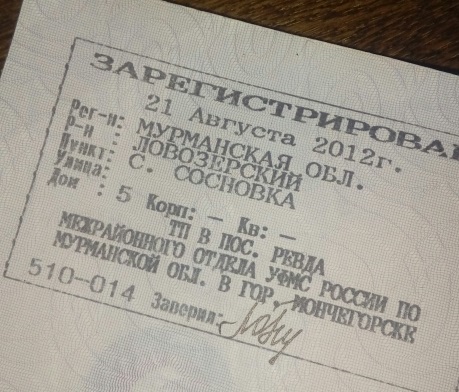 ЗАРЕГИСТРИРОВАН
21 Августа 2012г.
Рег-н: МУРМАНСКАЯ ОБЛ.
Р-н : ЛОВОЗЕРСКИЙ
Пункт: С. СОСНОВКА
Улица:
Дом : 5 Корп: — Кв: —
ТП В ПОС. РЕВДА
МЕЖРАЙОННОГО ОТДЕЛА УФМС РОССИИ ПО
МУРМАНСКОЙ ОБЛ. В ГОР. МОНЧЕГОРСКЕ
510-014 Заверил: